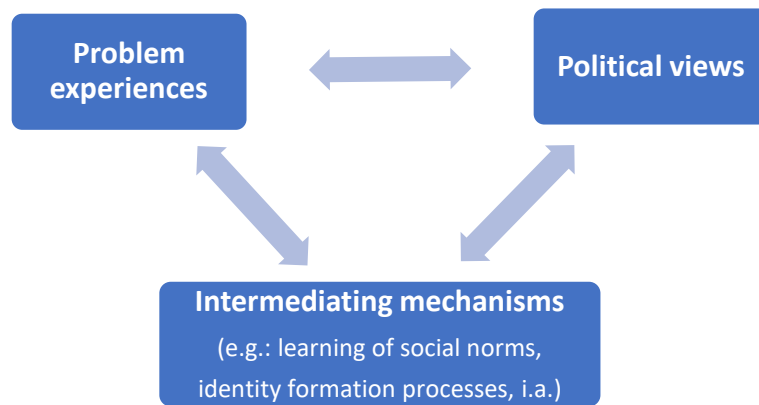 Problem
experiences
Political views
Intermediating mechanisms
(e.g.: learning of social norms,
identity formation processes, i.a.)